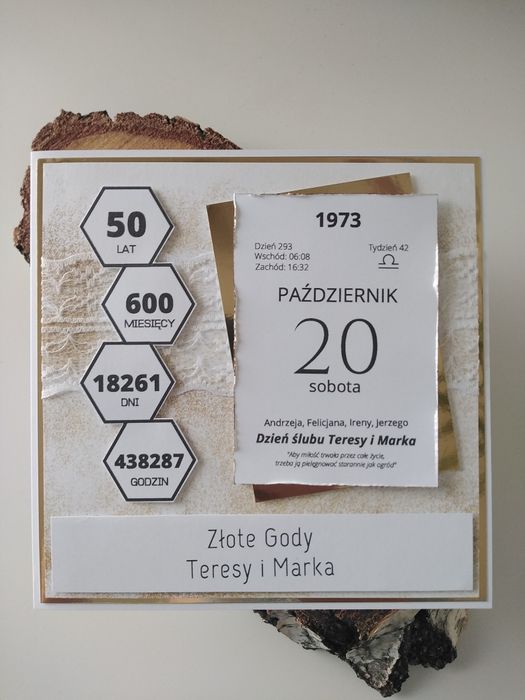 50
LAT
600
MIESIĘCY
18261
DNI
438287
GODZIN
1973
Dzień 293
Tydzień 42
Wschód: 06:08
Zachód: 16:32
PAŹDZIERNIK
20
sobota
Andrzeja, Felicjana, Ireny, Jerzego
Dzień ślubu Teresy i Marka
"Aby miłość trwała przez całe życie,
trzeba ją pielęgnować starannie jak ogród"
Złote Gody
Teresy i Marka